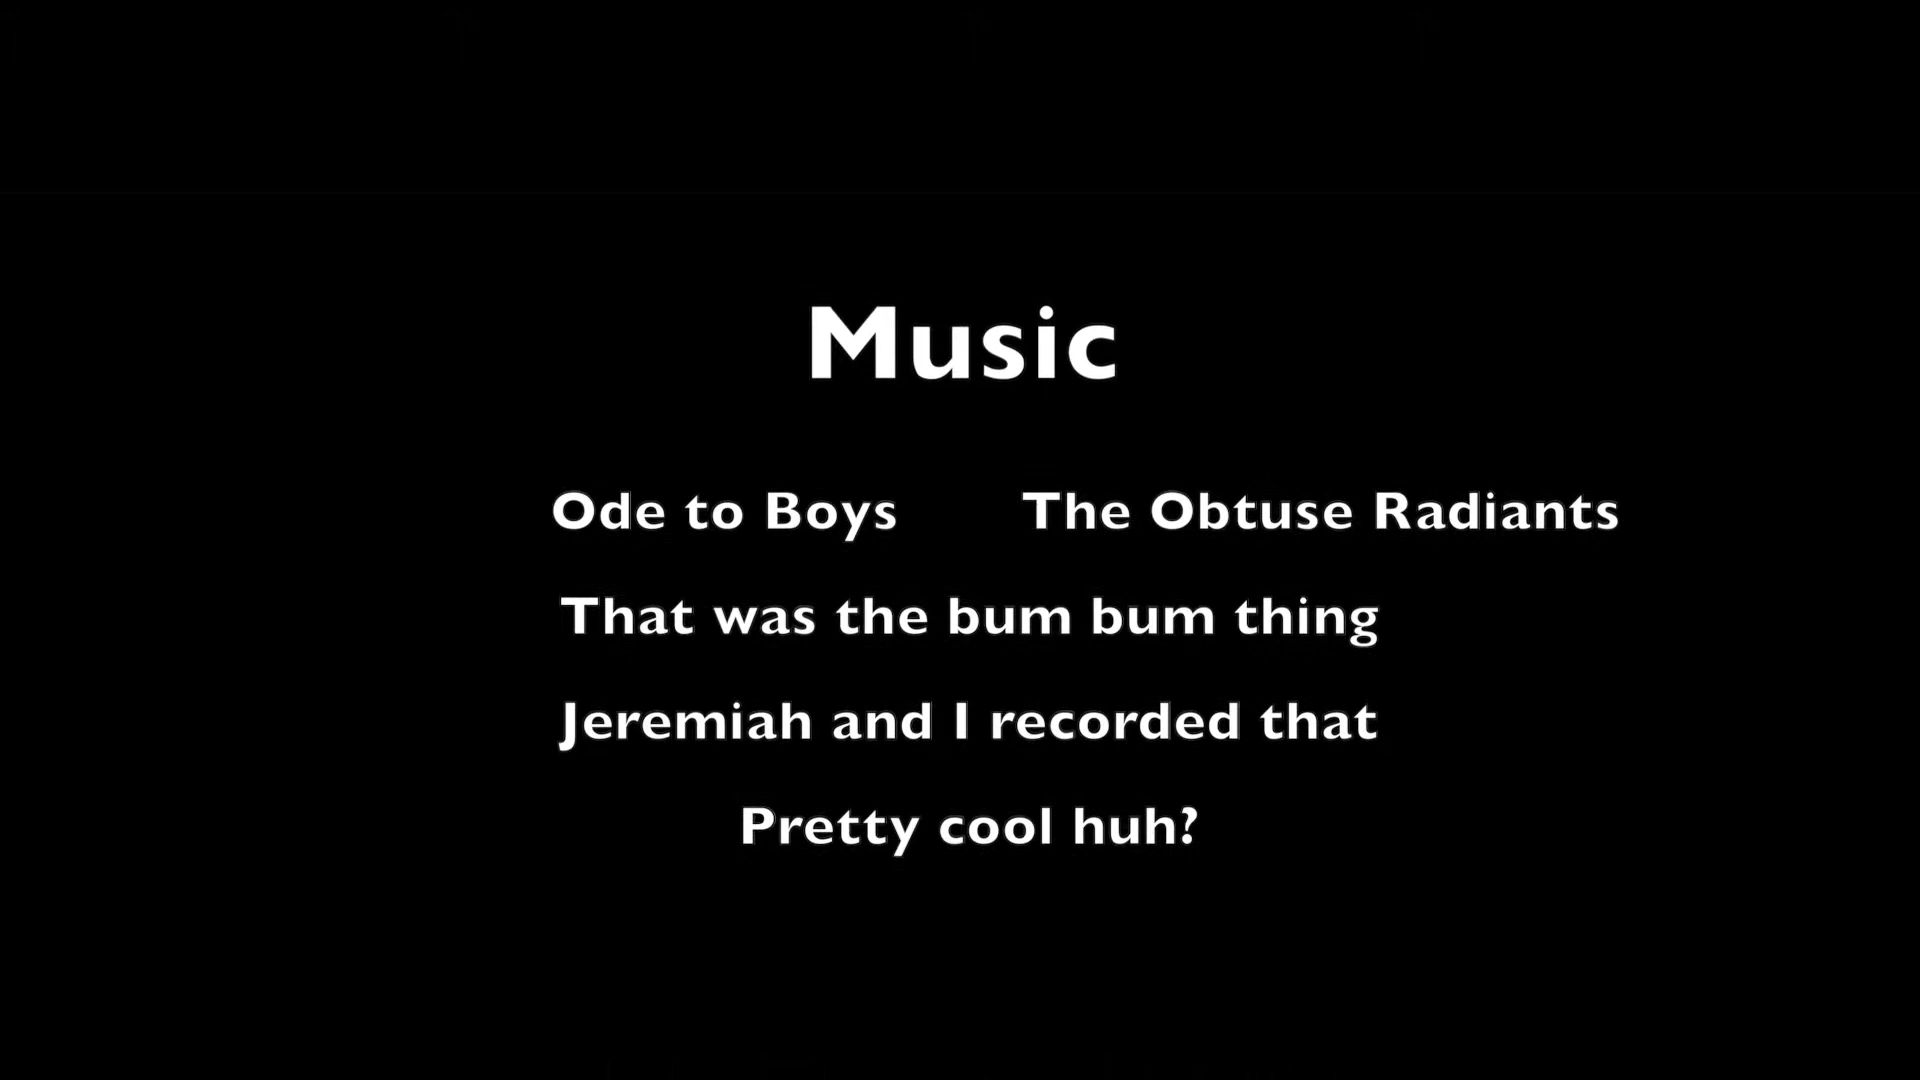 Music
Ode to Boys The Obtuse Radiants
That was the bum bum thing
Jeremiah and I recorded that
Pretty cool huh?